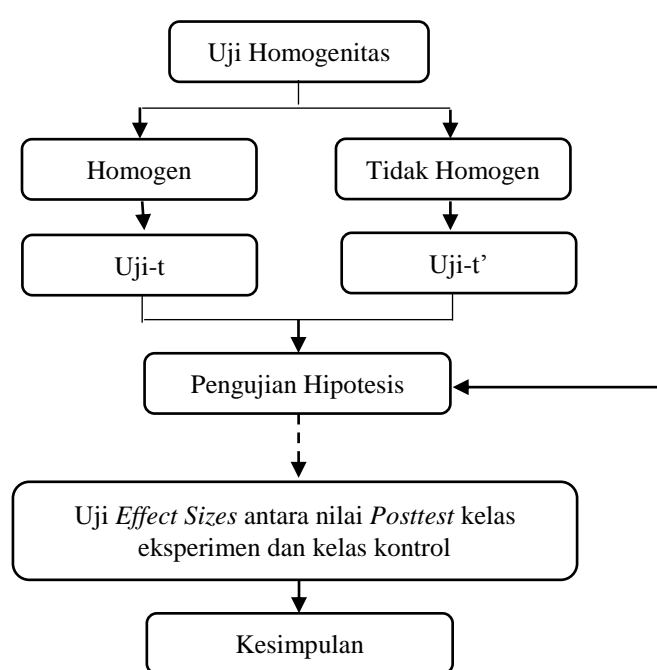 Uji Homogenitas
Homogen
Tidak Homogen
Uji-t
Uji-t’
Pengujian Hipotesis
Uji Effect Sizes antara nilai Posttest kelas
eksperimen dan kelas kontrol
Kesimpulan